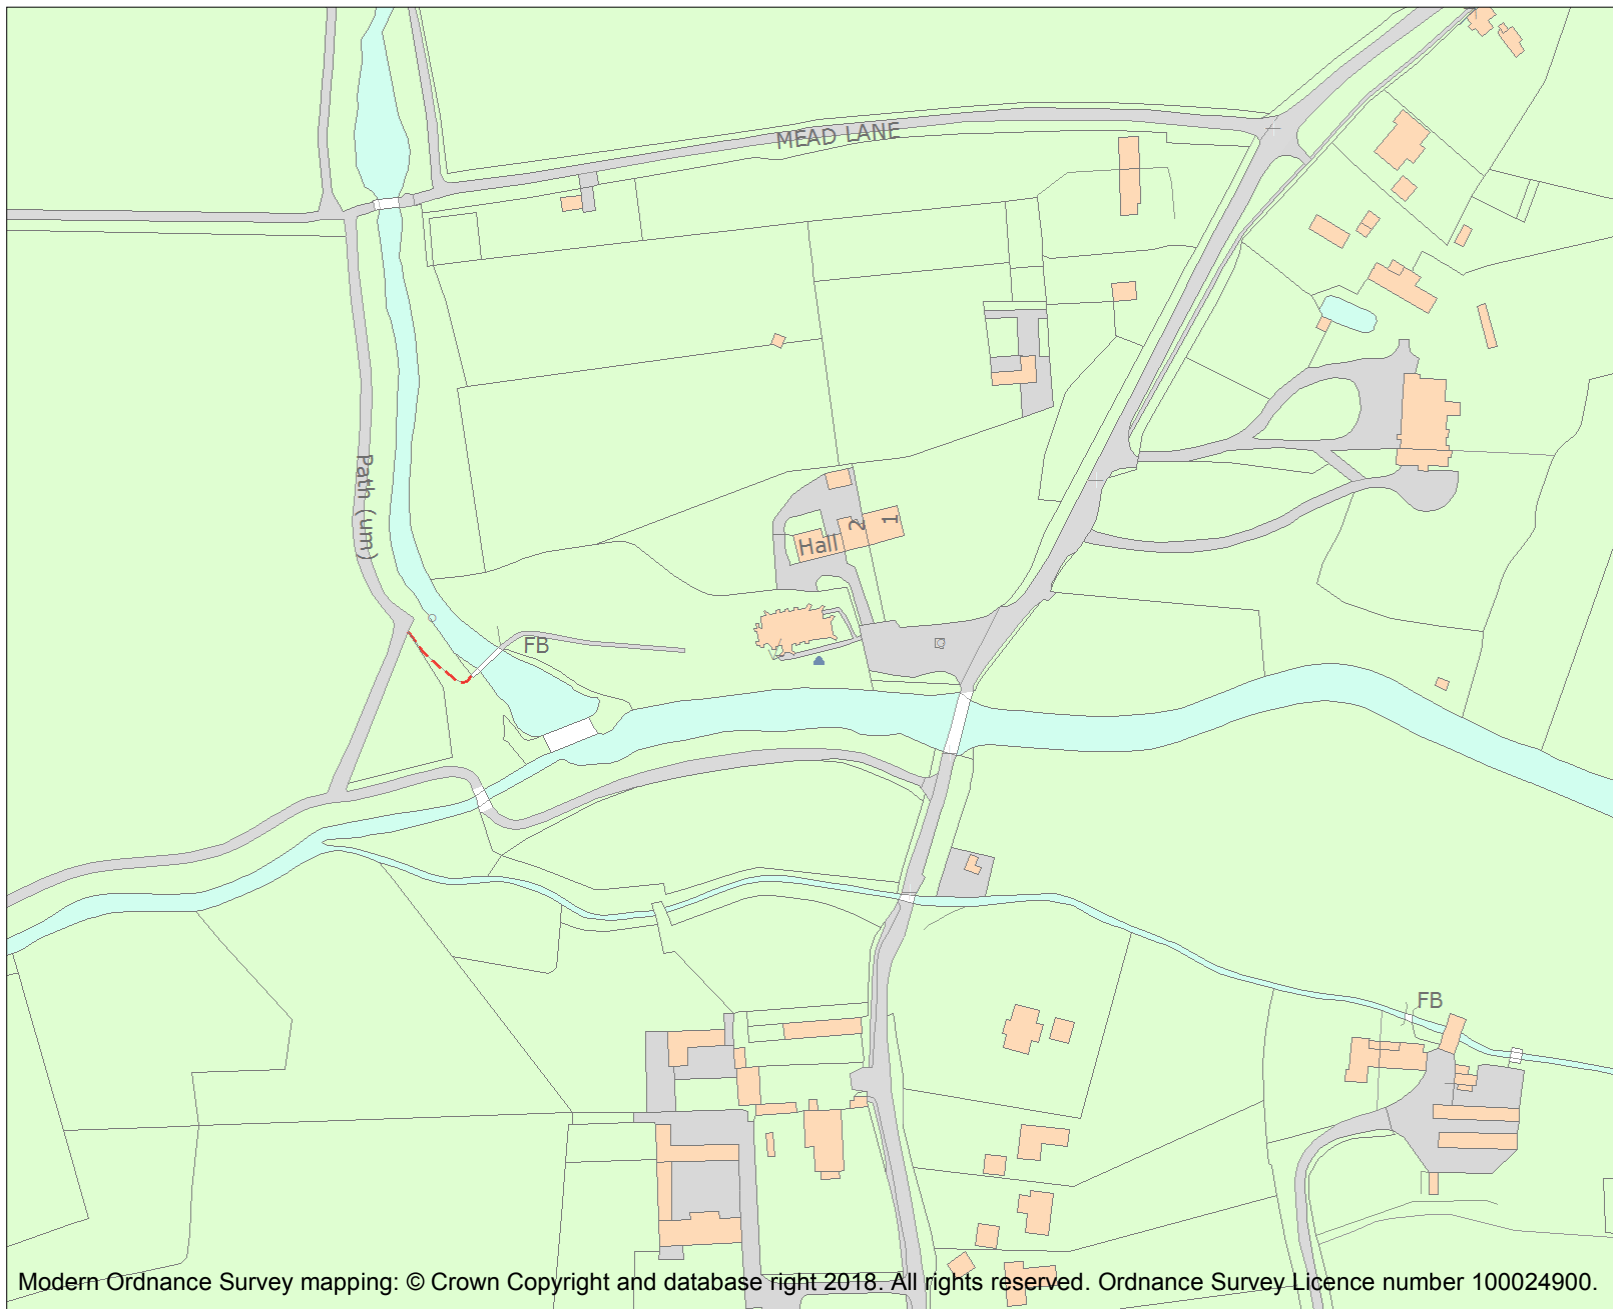 MEAD LANE
Path (um)
2
1
Hall
FB
FB
Modern Ordnance Survey mapping: © Crown Copyright and database right 2018. All rights reserved. Ordnance Survey Licence number 100024900.